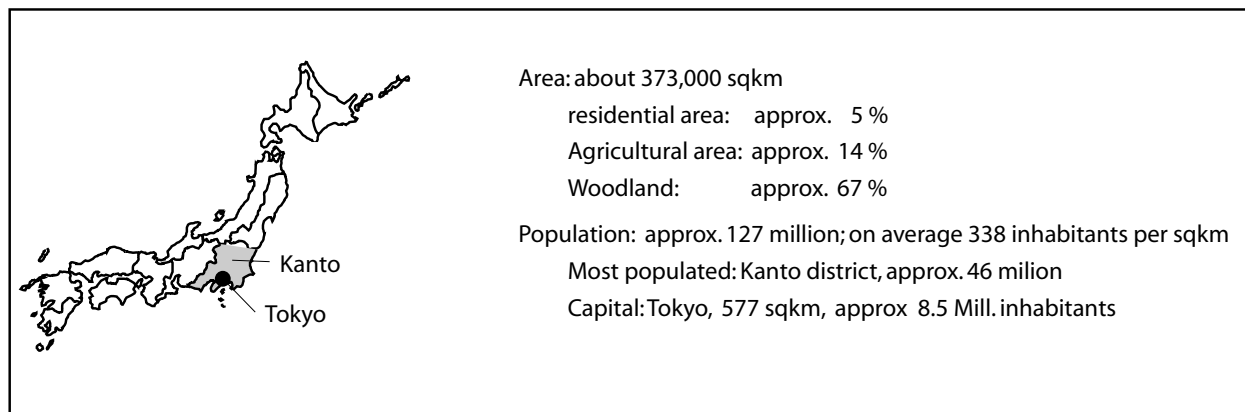 Area: about 373,000 sqkm
residential area: approx. 5 %
Agricultural area: approx. 14 %
Woodland: approx. 67 %
Population: approx. 127 million; on average 338 inhabitants per sqkm
Most populated: Kanto district, approx. 46 milion
Capital: Tokyo, 577 sqkm, approx 8.5 Mill. inhabitants
Kanto
Tokyo